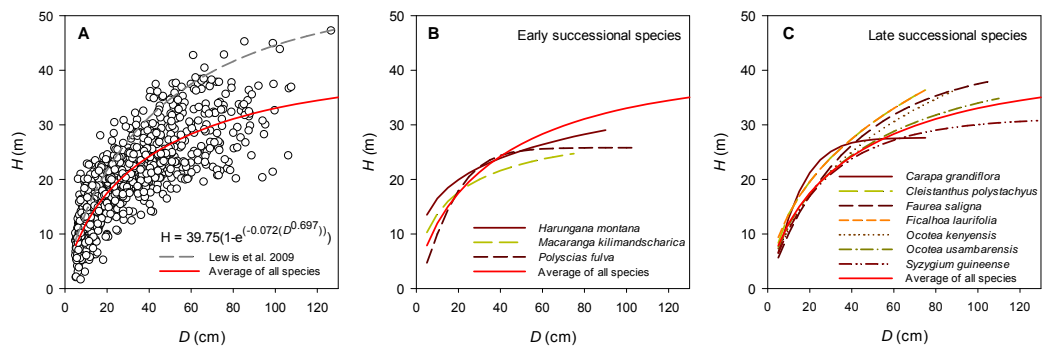 A
50
40
30
20
10
0
H (m)
H = 39.75(1-e^(-0.072(D^0.697)))
Lewis et al. 2009
Average of all species
0 20 40 60 80 100 120
D (cm)
B
Early successional species
50
40
30
20
10
0
H (m)
Harungana montana
Macaranga kilimandscharica
Polyscias fulva
Average of all species
0 20 40 60 80 100 120
D (cm)
C
Late successional species
50
40
30
20
10
0
H (m)
Carapa grandiflora
Cleistanthus polystachyus
Faurea saligna
Ficalhoa laurifolia
Ocotea kenyensis
Ocotea usambarensis
Syzygium guineense
Average of all species
0 20 40 60 80 100 120
D (cm)